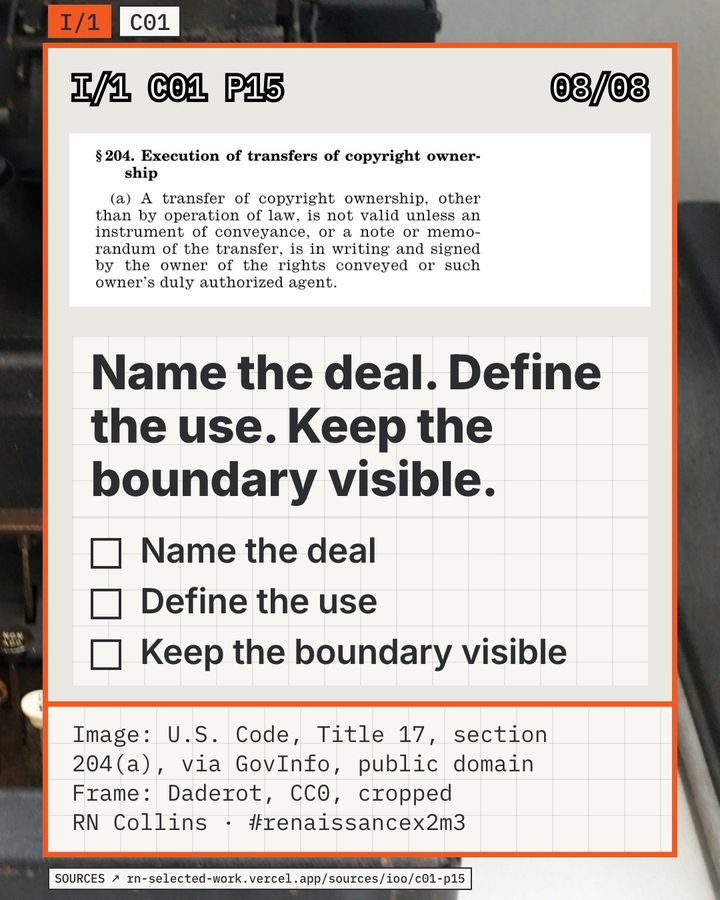 I/1 C01
I/1 C01 P15 08/08
§ 204. Execution of transfers of copyright owner-
ship
(a) A transfer of copyright ownership, other
than by operation of law, is not valid unless an
instrument of conveyance, or a note or memo-
randum of the transfer, is in writing and signed
by the owner of the rights conveyed or such
owner's duly authorized agent.
Name the deal. Define
the use. Keep the
boundary visible.
Name the deal
Define the use
Keep the boundary visible
Image: U.S. Code, Title 17, section
204(a), via GovInfo, public domain
Frame: Daderot, CC0, cropped
RN Collins · #renaissancex2m3
SOURCES ↗ rn-selected-work.vercel.app/sources/ioo/c01-p15